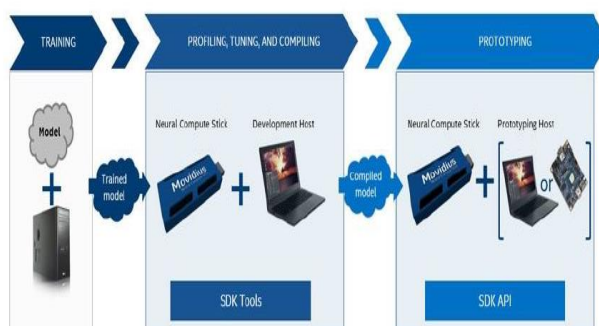 TRAINING
PROFILING, TUNING, AND COMPILING
PROTOTYPING
Model
Trained
model
Neural Compute Stick
Development Host
Movidius
SDK Tools
Compiled
model
Neural Compute Stick
Prototyping Host
Movidius
or
SDK API